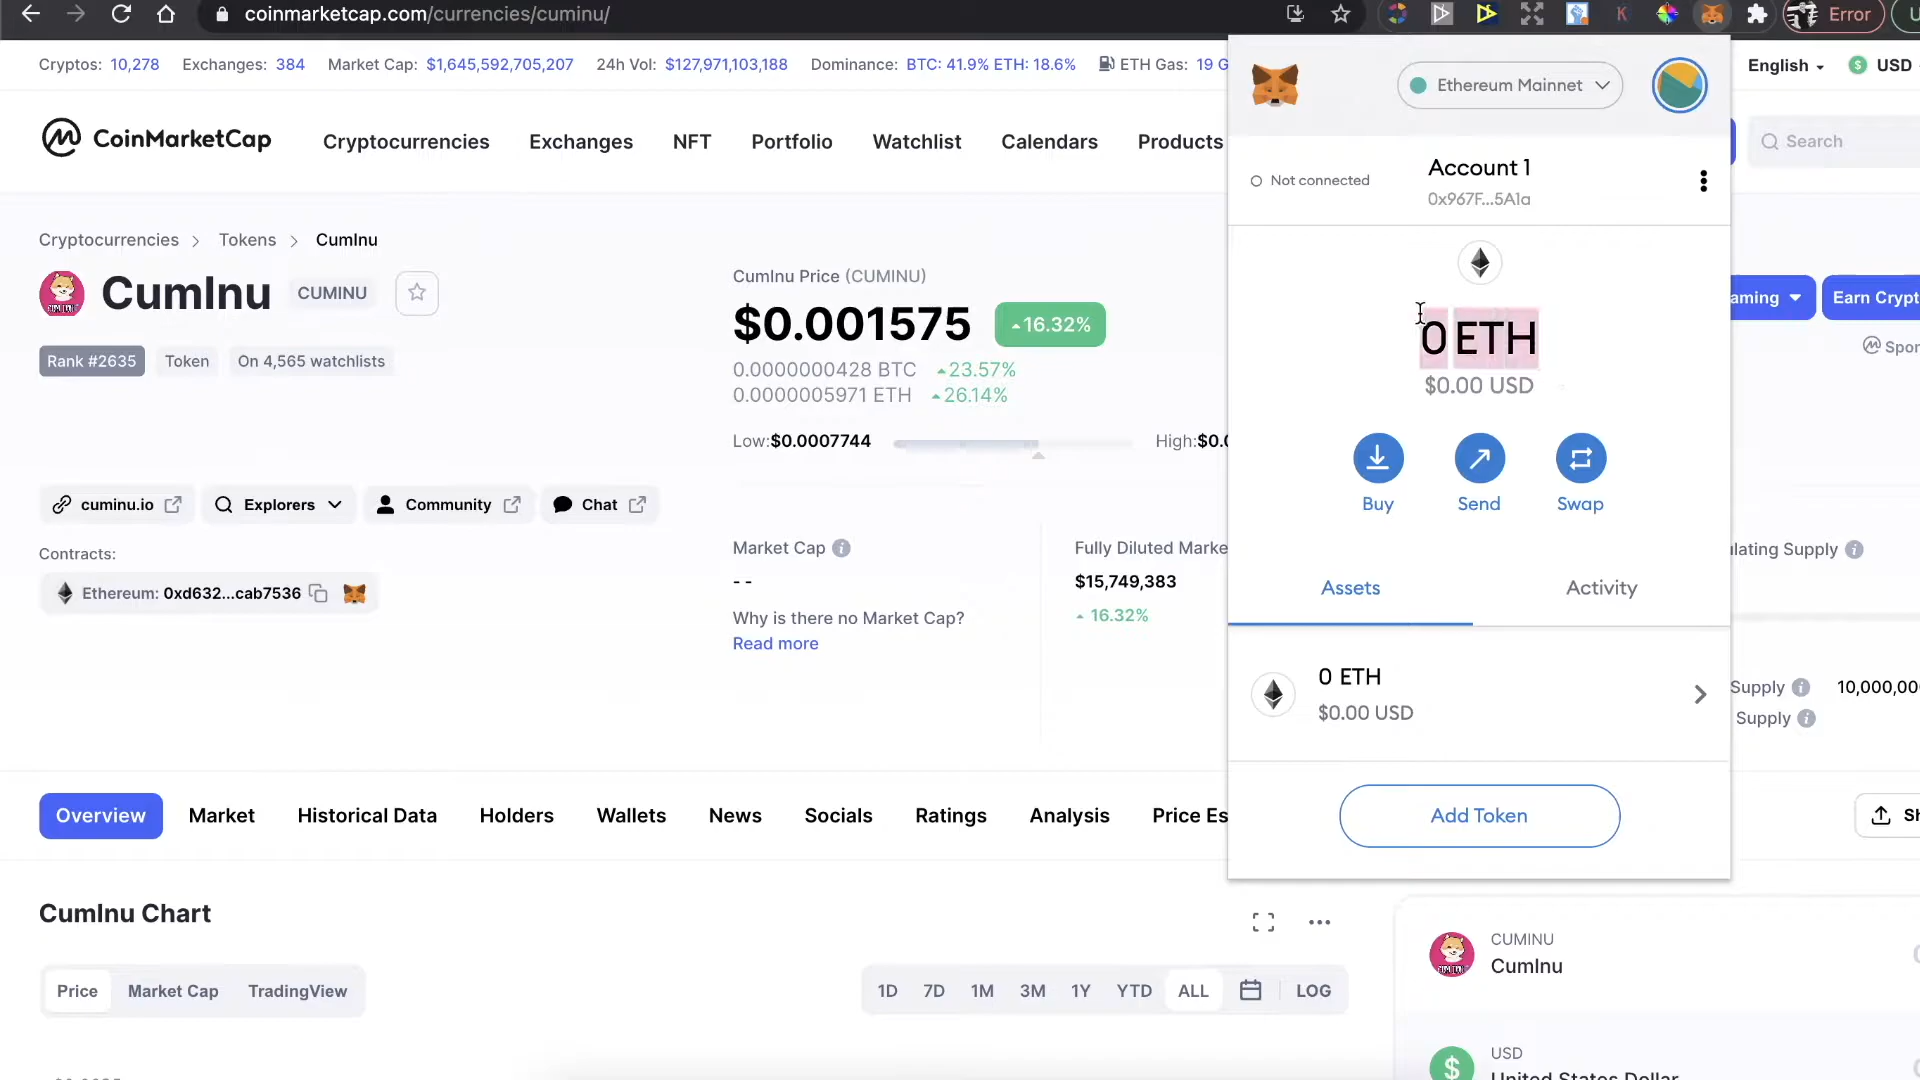 coinmarketcap.com/currencies/cuminu/
K
Error
Cryptos: 10,278 Exchanges: 384 Market Cap: $1,645,592,705,207 24h Vol: $127,971,103,188 Dominance: BTC: 41.9% ETH: 18.6% ETH Gas: 19 G
English USD
CoinMarketCap Cryptocurrencies Exchanges NFT Portfolio Watchlist Calendars Products
Search
Ethereum Mainnet
Not connected
Account 1
0x967F...5A1a
0 ETH
$0.00 USD
Buy Send Swap
Assets Activity
0 ETH
$0.00 USD
Add Token
Cryptocurrencies > Tokens > CumInu
CumInu CUMINU
Rank #2635 Token On 4,565 watchlists
cuminu.io Explorers Community Chat
Contracts:
Ethereum: 0xd632...cab7536
CumInu Price (CUMINU)
$0.001575 16.32%
0.0000000428 BTC 23.57%
0.0000005971 ETH 26.14%
Low:$0.0007744 High:$0.0
Market Cap
- -
Why is there no Market Cap?
Read more
Fully Diluted Marke
$15,749,383
16.32%
aming Earn Crypt
Spon
lating Supply
Supply 10,000,00
Supply
Overview Market Historical Data Holders Wallets News Socials Ratings Analysis Price Es
Sh
CumInu Chart
Price Market Cap TradingView
1D 7D 1M 3M 1Y YTD ALL LOG
CUMINU
CumInu
USD
United States Dollar